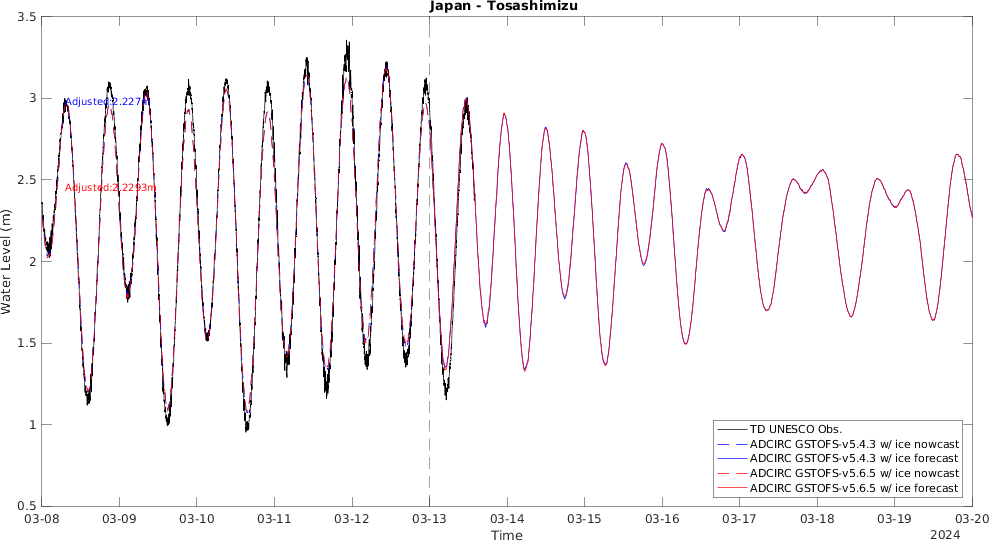 Japan - Tosashimizu
3.5
3
2.5
2
1.5
1
0.5
Water Level (m)
Adjusted:2.227m
Adjusted:2.2293m
TD UNESCO Obs.
ADCIRC GSTOFS-v5.4.3 w/ ice nowcast
ADCIRC GSTOFS-v5.4.3 w/ ice forecast
ADCIRC GSTOFS-v5.6.5 w/ ice nowcast
ADCIRC GSTOFS-v5.6.5 w/ ice forecast
03-08 03-09 03-10 03-11 03-12 03-13 03-14 03-15 03-16 03-17 03-18 03-19 03-20
Time
2024